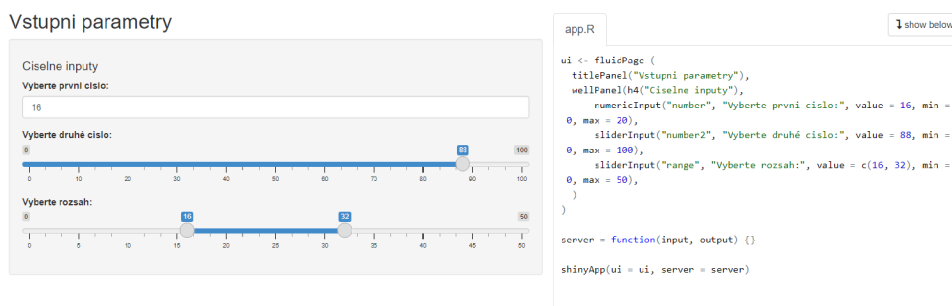 Vstupni parametry
Ciselne inputy
Vyberte první cislo:
16
Vyberte druhé cislo:
0 88 100
0 10 20 30 40 50 60 70 80 90 100
Vyberte rozsah:
0 16 32 50
0 5 10 15 20 25 30 35 40 45 50
app.R
show below
ui <- fluidPage (
titlePanel("Vstupni parametry"),
wellPanel(h4("Ciselne inputy"),
numericInput("number", "Vyberte prvni cislo:", value = 16, min =
0, max = 20),
sliderInput("number2", "Vyberte druhé cislo:", value = 88, min =
0, max = 100),
sliderInput("range", "Vyberte rozsah:", value = c(16, 32), min =
0, max = 50),
)
)
server = function(input, output) {}
shinyApp(ui = ui, server = server)